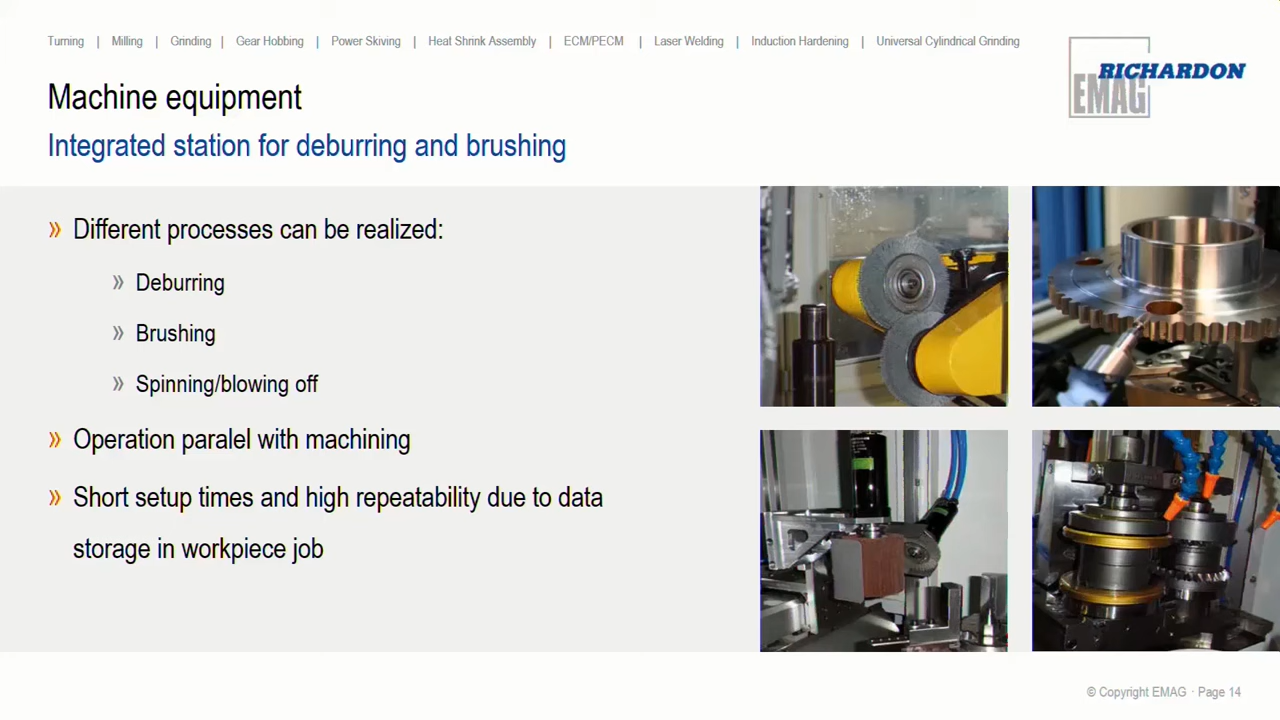 Turning | Milling | Grinding | Gear Hobbing | Power Skiving | Heat Shrink Assembly | ECM/PECM | Laser Welding | Induction Hardening | Universal Cylindrical Grinding
RICHARDON
EMAG
Machine equipment
Integrated station for deburring and brushing
» Different processes can be realized:
» Deburring
» Brushing
» Spinning/blowing off
» Operation paralel with machining
» Short setup times and high repeatability due to data
storage in workpiece job
© Copyright EMAG · Page 14